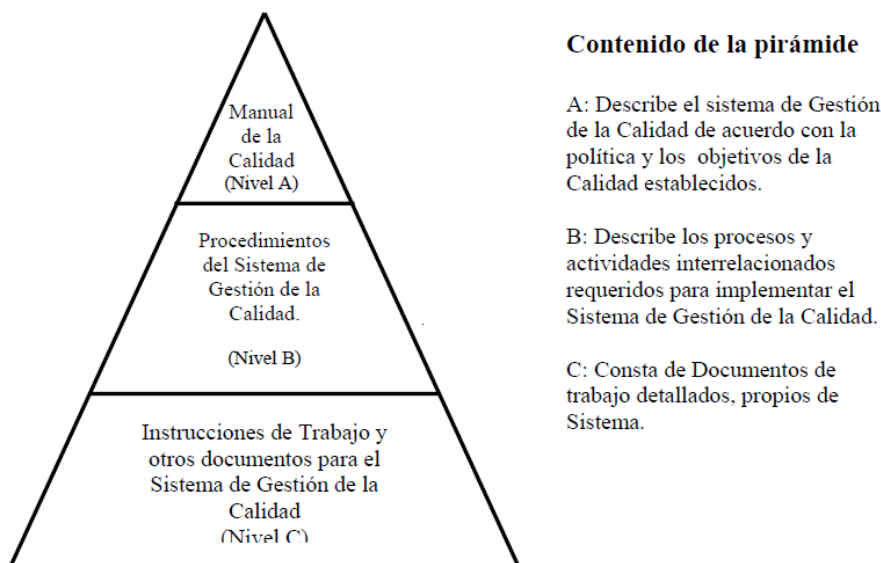 Manual
de la
Calidad
(Nivel A)
Procedimientos
del Sistema de
Gestión de la
Calidad.
(Nivel B)
Instrucciones de Trabajo y
otros documentos para el
Sistema de Gestión de la
Calidad
(Nivel C)
Contenido de la pirámide
A: Describe el sistema de Gestión
de la Calidad de acuerdo con la
política y los objetivos de la
Calidad establecidos.
B: Describe los procesos y
actividades interrelacionados
requeridos para implementar el
Sistema de Gestión de la Calidad.
C: Consta de Documentos de
trabajo detallados, propios de
Sistema.